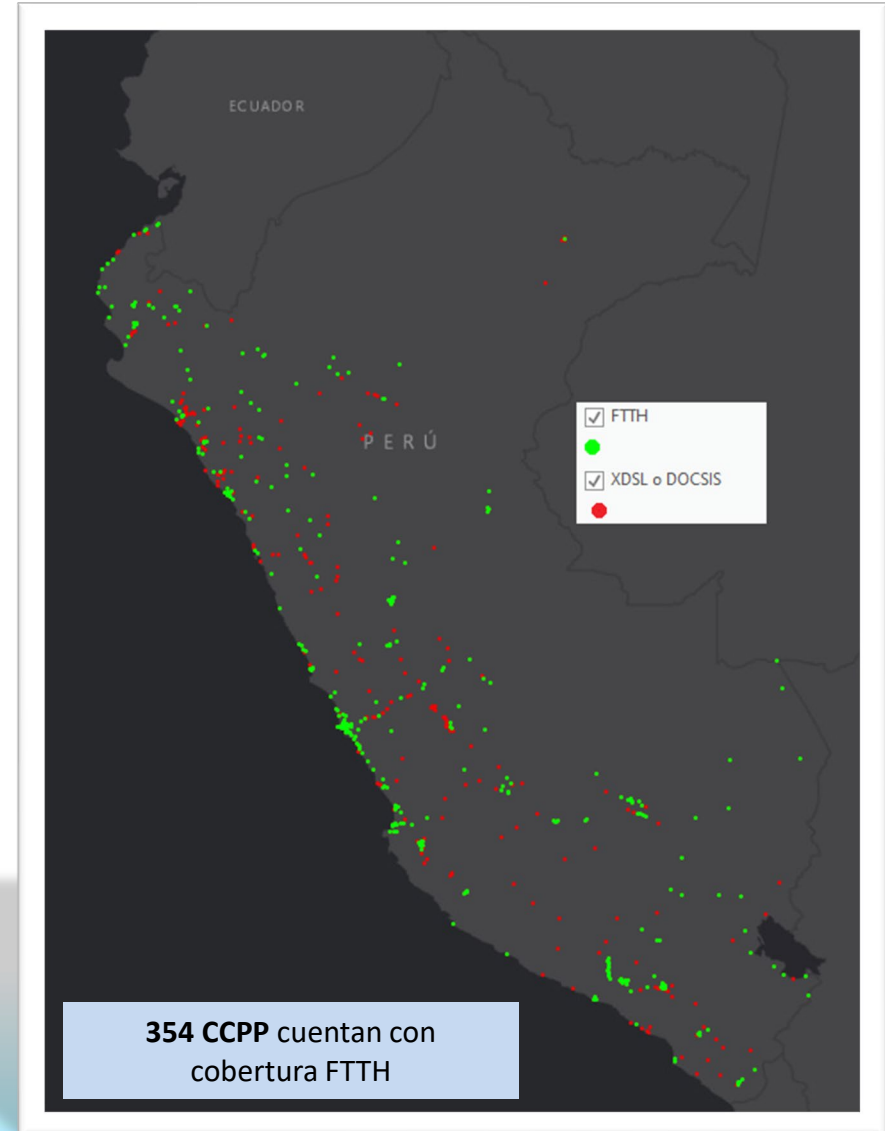 ECUADOR
PERÚ
FTTH
XDSL o DOCSIS
354 CCPP cuentan con
cobertura FTTH